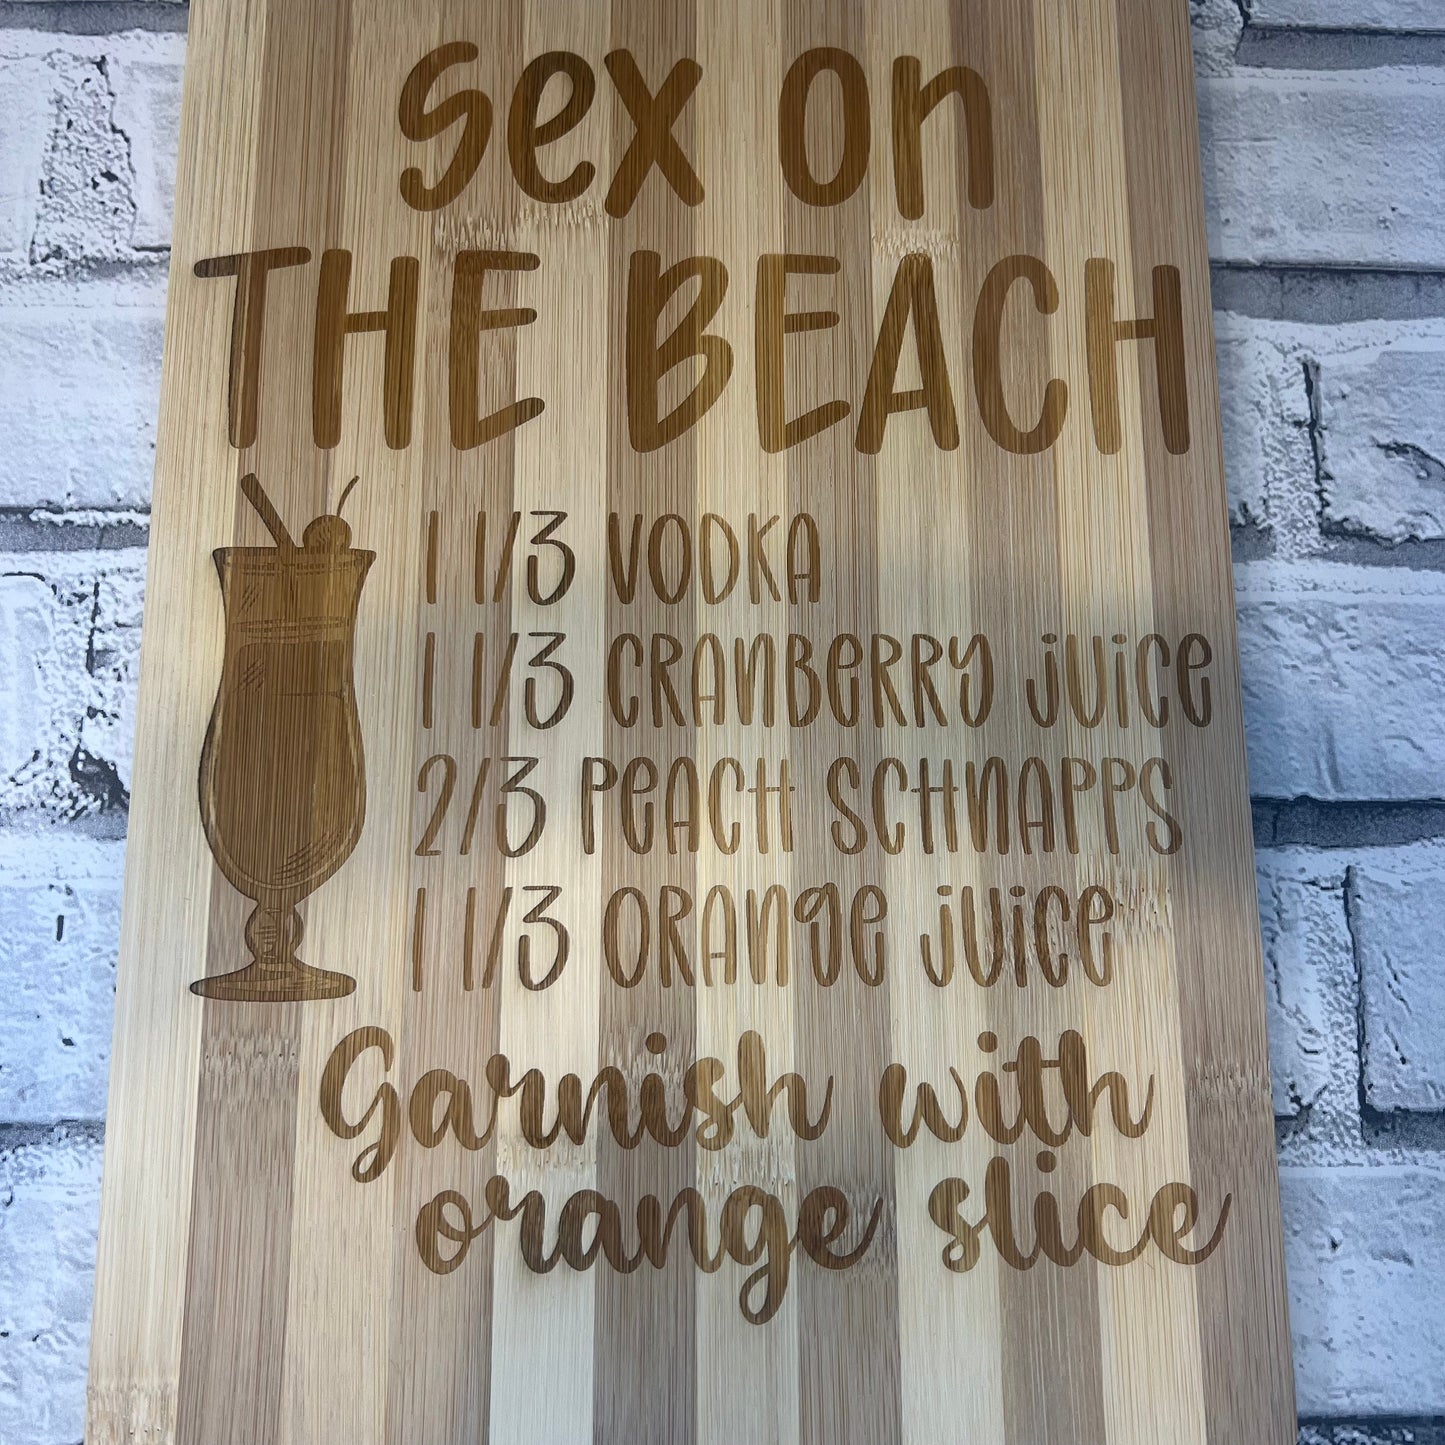 sex on
THE BEACH
1 1/3 VODKA
1 1/3 CRANBERRY JUICE
2/3 PEACH SCHNAPPS
1 1/3 ORANGE JUICE
Garnish with
orange slice